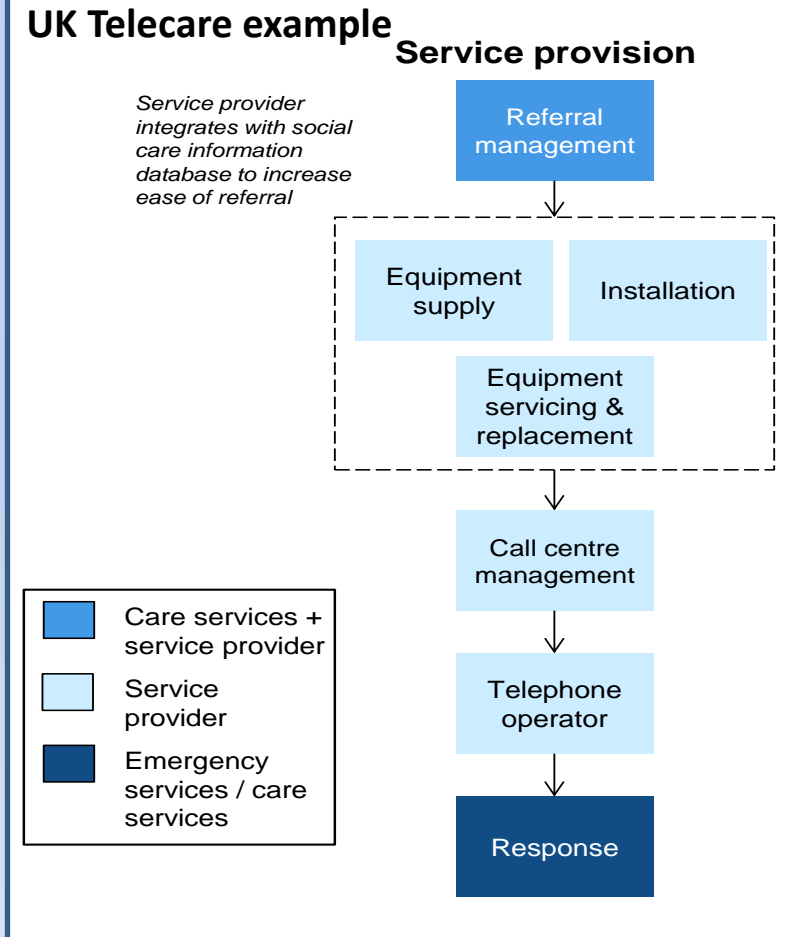 UK Telecare example
Service provision
Service provider
integrates with social
care information
database to increase
ease of referral
Referral
management
Equipment
supply
Installation
Equipment
servicing &
replacement
Call centre
management
Care services +
service provider
Service
provider
Emergency
services / care
services
Telephone
operator
Response